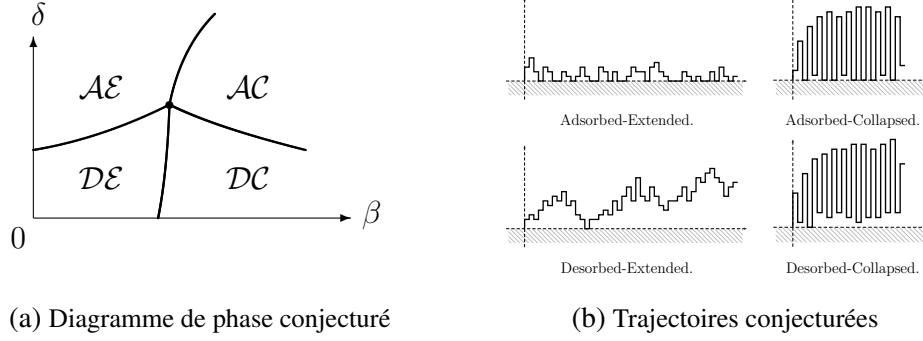 δ
𝒜ℰ
𝒜𝒞
𝒟ℰ
𝒟𝒞
0
β
Adsorbed-Extended.
Adsorbed-Collapsed.
Desorbed-Extended.
Desorbed-Collapsed.
(a) Diagramme de phase conjecturé
(b) Trajectoires conjecturées